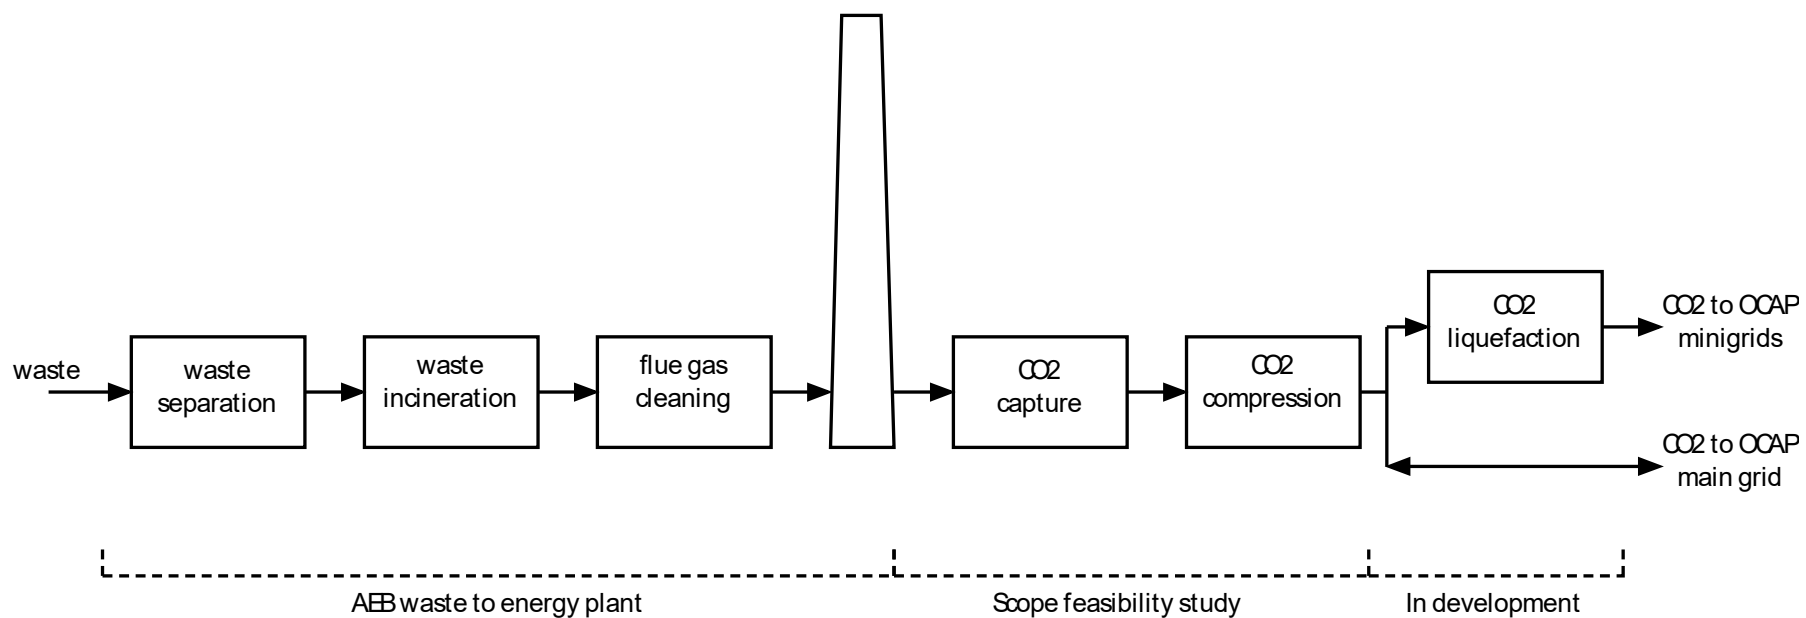 waste
waste
separation
waste
incineration
flue gas
cleaning
CO2
capture
CO2
compression
CO2
liquefaction
CO2 to OCAP
minigrids
CO2 to OCAP
main grid
AEB waste to energy plant
Scope feasibility study
In development